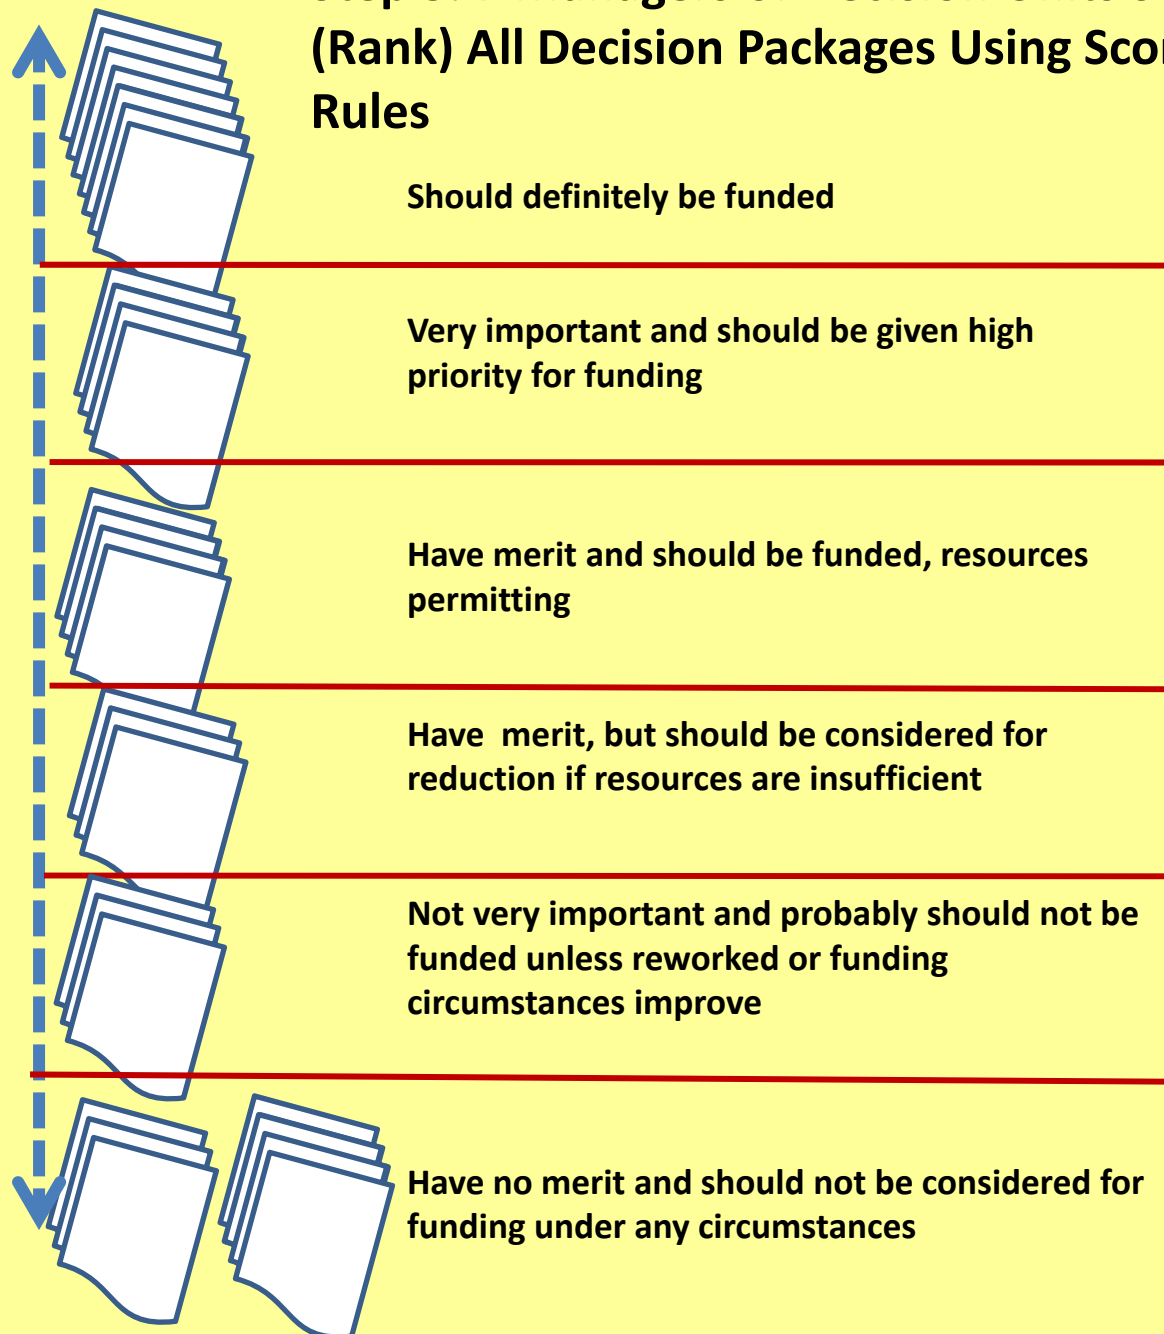 (Rank) All Decision Packages Using
Rules
Should definitely be funded
Very important and should be given high
priority for funding
Have merit and should be funded, resources
permitting
Have  merit, but should be considered for
reduction if resources are insufficient
Not very important and probably should not be
funded unless reworked or funding
circumstances improve
Have no merit and should not be considered for
funding under any circumstances